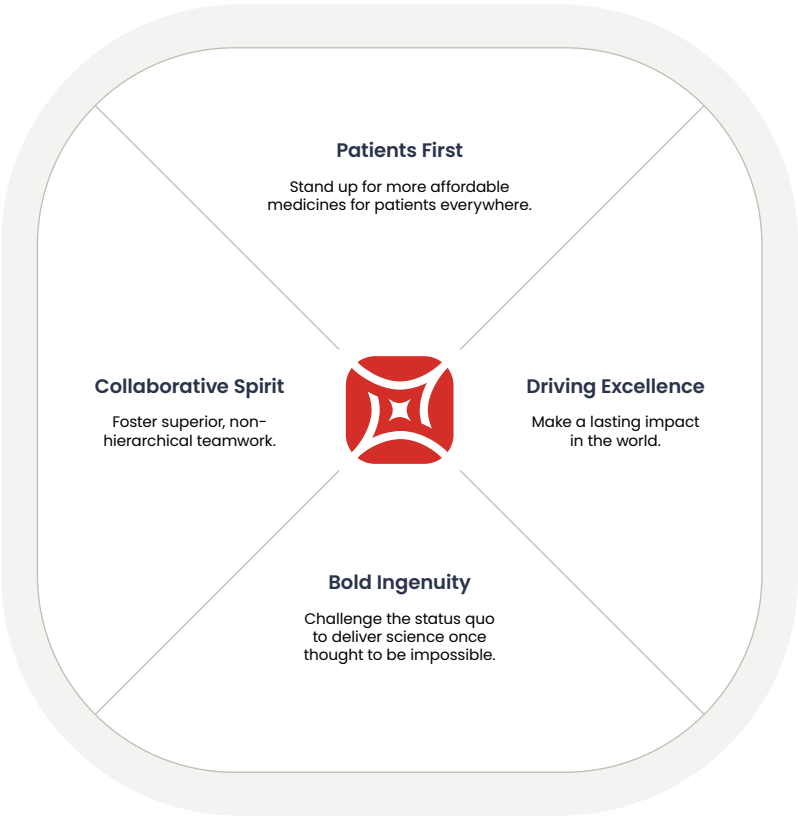 Patients First
Stand up for more affordable
medicines for patients everywhere.
Collaborative Spirit
Foster superior, non-
hierarchical teamwork.
Driving Excellence
Make a lasting impact
in the world.
Bold Ingenuity
Challenge the status quo
to deliver science once
thought to be impossible.